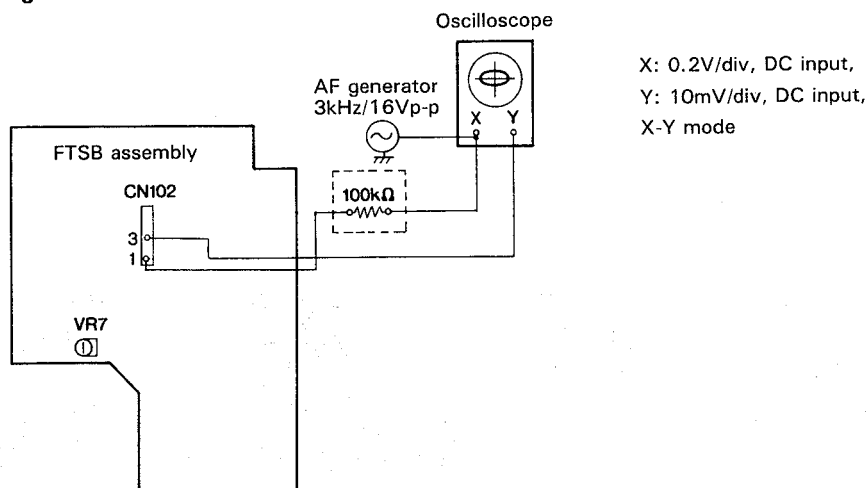 Oscilloscope
AF generator
3kHz/16Vp-p
X Y
X: 0.2V/div, DC input,
Y: 10mV/div, DC input,
X-Y mode
FTSB assembly
CN102
100kΩ
3
1
VR7